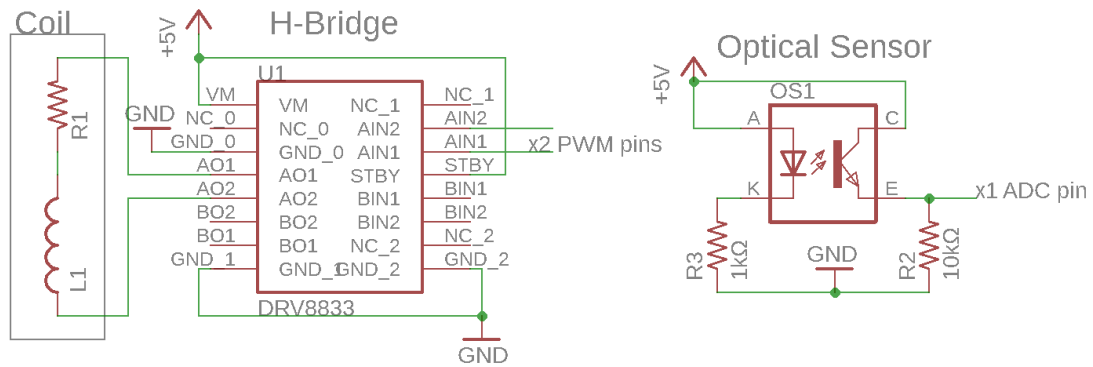 Coil
+5V
H-Bridge
R1
L1
GND
U1
VM
NC_0
GND_0
AO1
AO2
BO2
BO1
GND_1
VM
NC_0
GND_0
AO1
AO2
BO2
BO1
GND_1
NC_1
AIN2
AIN1
STBY
BIN1
BIN2
NC_2
GND_2
NC_1
AIN2
AIN1
STBY
BIN1
BIN2
NC_2
GND_2
x2 PWM pins
DRV8833
GND
Optical Sensor
+5V
OS1
A
C
K
E
x1 ADC pin
R3
1kΩ
GND
R2
10kΩ